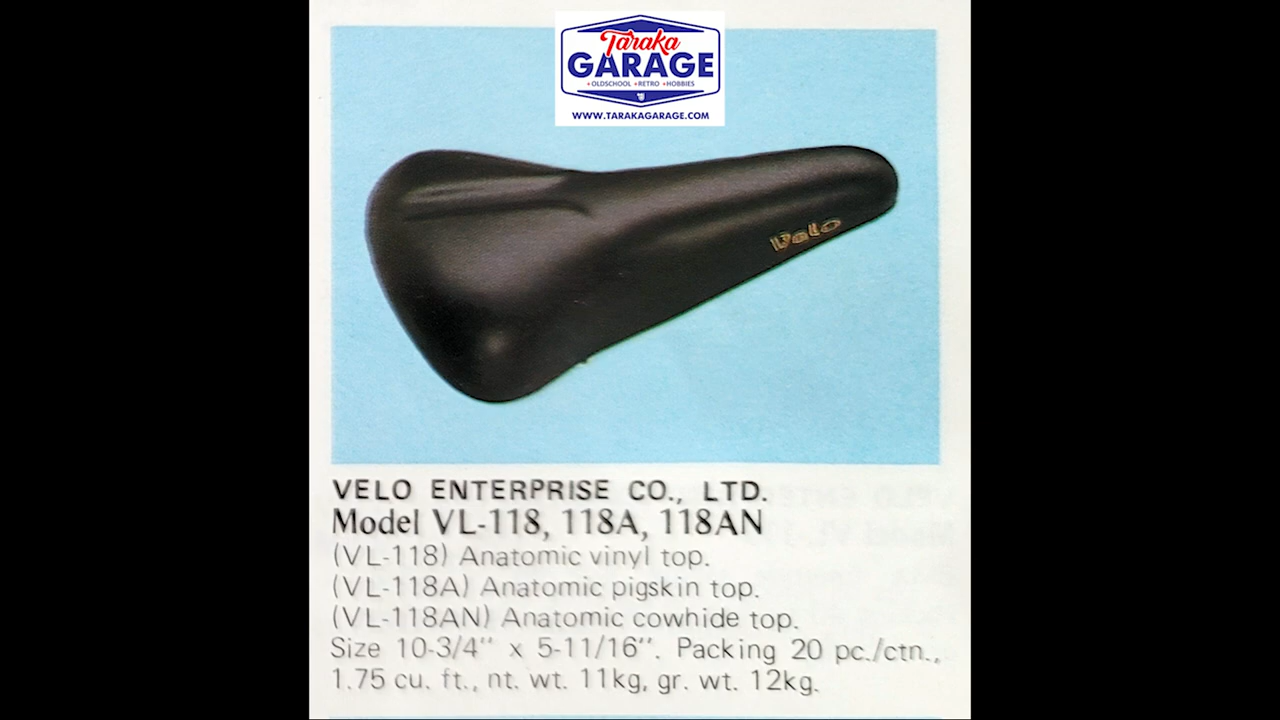 Taraka
GARAGE
+OLDSCHOOL +RETRO +HOBBIES
WWW.TARAKAGARAGE.COM
Velo
VELO ENTERPRISE CO., LTD.
Model VL-118, 118A, 118AN
(VL-118) Anatomic vinyl top.
(VL-118A) Anatomic pigskin top.
(VL-118AN) Anatomic cowhide top.
Size 10-3/4" x 5-11/16". Packing 20 pc./ctn.,
1.75 cu. ft., nt. wt. 11kg, gr. wt. 12kg.